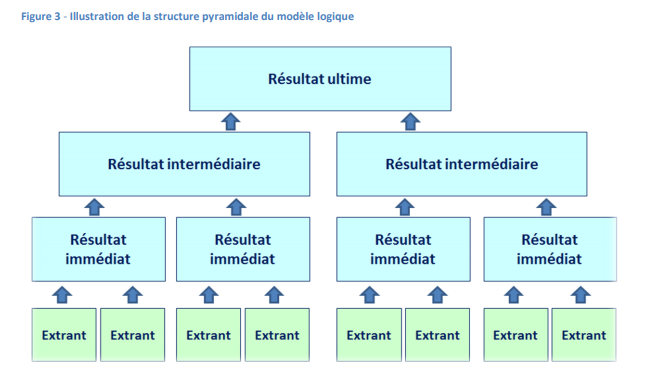 Figure 3 - Illustration de la structure pyramidale du modèle logique
Résultat ultime
Résultat intermédiaire
Résultat intermédiaire
Résultat
immédiat
Résultat
immédiat
Résultat
immédiat
Résultat
immédiat
Extrant
Extrant
Extrant
Extrant
Extrant
Extrant
Extrant
Extrant